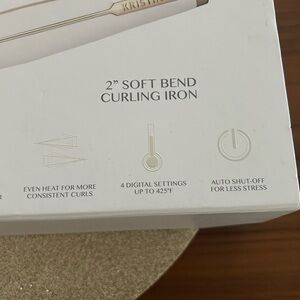 KRISTIN
2" SOFT BEND
CURLING IRON
EVEN HEAT FOR MORE
CONSISTENT CURLS
4 DIGITAL SETTINGS
UP TO 425°F
AUTO SHUT-OFF
FOR LESS STRESS